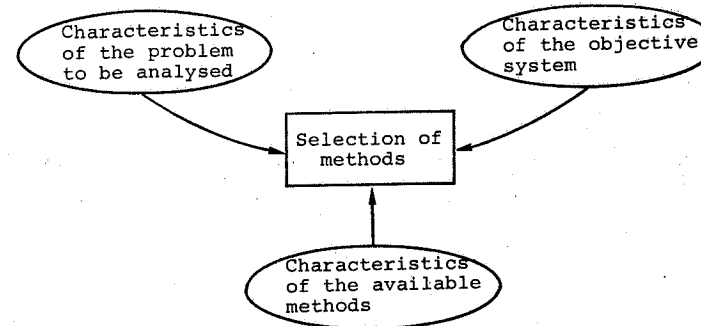 Characteristics
of the problem
to be analysed
Characteristics
of the objective
system
Selection of
methods
Characteristics
of the available
methods